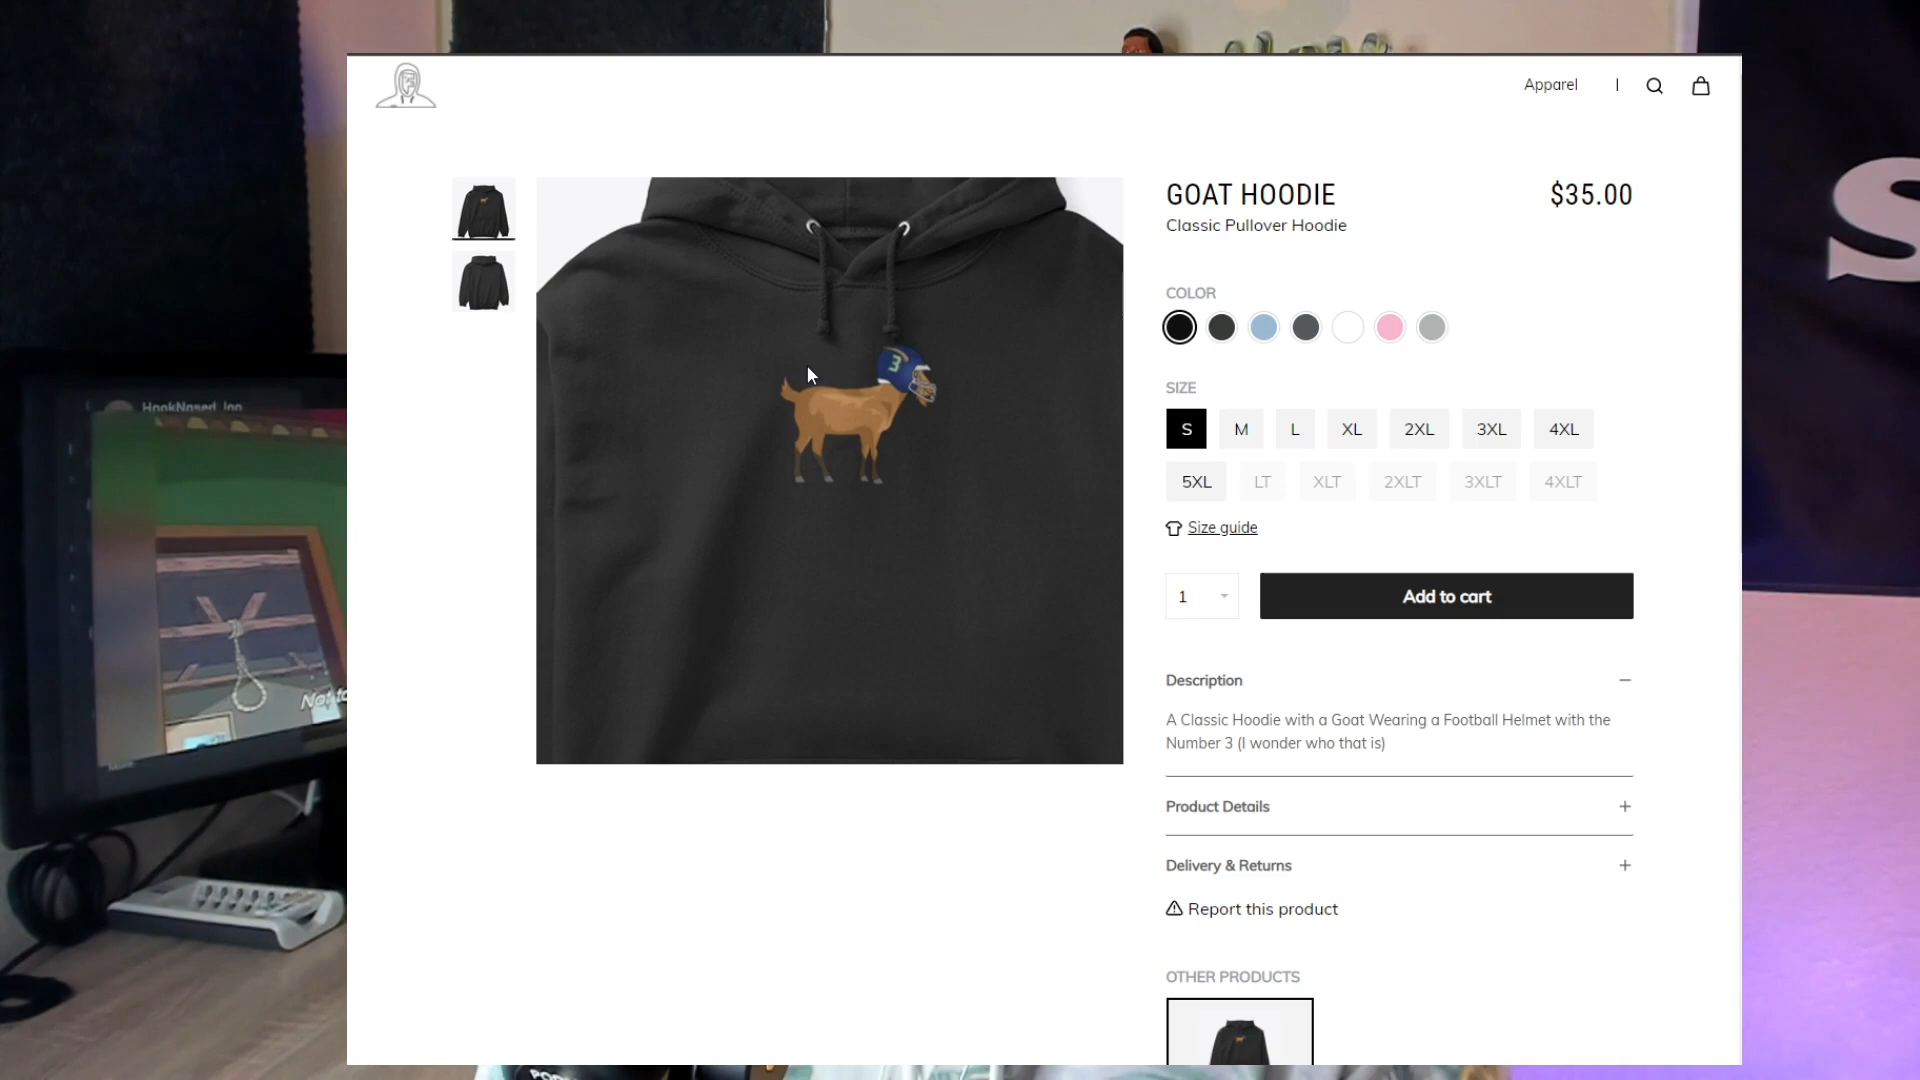 Apparel
GOAT HOODIE
$35.00
Classic Pullover Hoodie
COLOR
3
SIZE
S M L XL 2XL 3XL 4XL
5XL LT XLT 2XLT 3XLT 4XLT
Size guide
1
Add to cart
Description
A Classic Hoodie with a Goat Wearing a Football Helmet with the
Number 3 (I wonder who that is)
Product Details
Delivery & Returns
Report this product
OTHER PRODUCTS
HookNosed_Joo
S